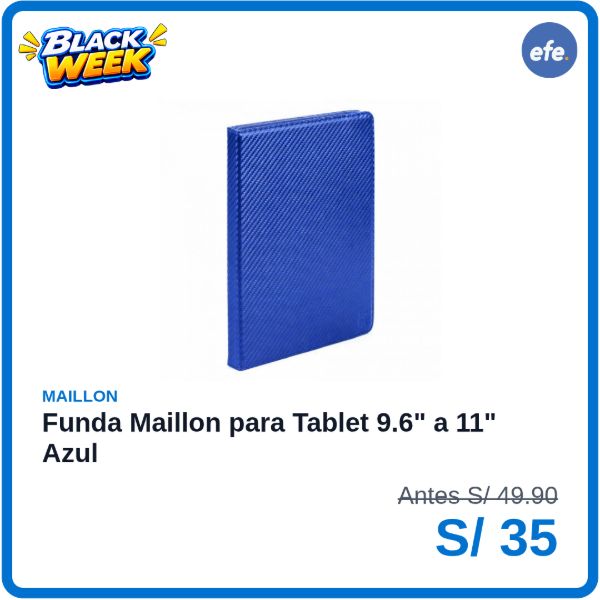 BLACK
WEEK
efe.
MAILLON
Funda Maillon para Tablet 9.6" a 11"
Azul
Antes S/ 49.90
S/ 35